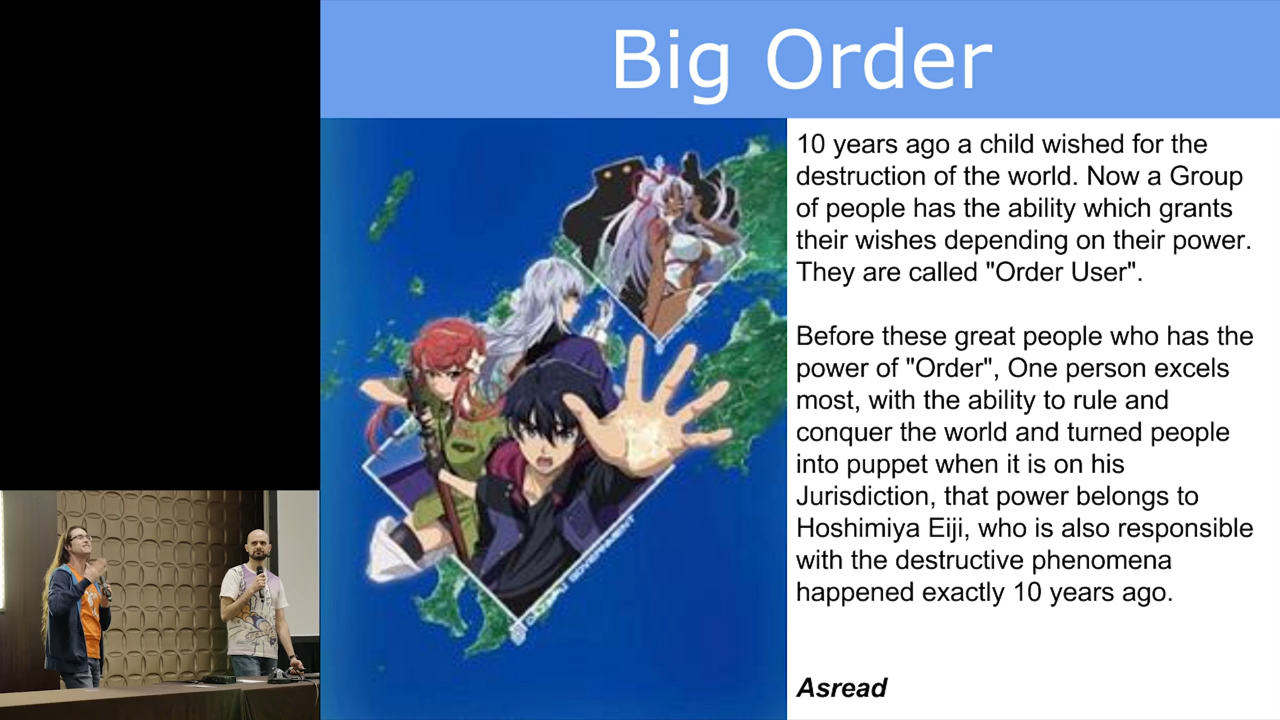 Big Order
10 years ago a child wished for the
destruction of the world. Now a Group
of people has the ability which grants
their wishes depending on their power.
They are called "Order User".
Before these great people who has the
power of "Order", One person excels
most, with the ability to rule and
conquer the world and turned people
into puppet when it is on his
Jurisdiction, that power belongs to
Hoshimiya Eiji, who is also responsible
with the destructive phenomena
happened exactly 10 years ago.
Asread